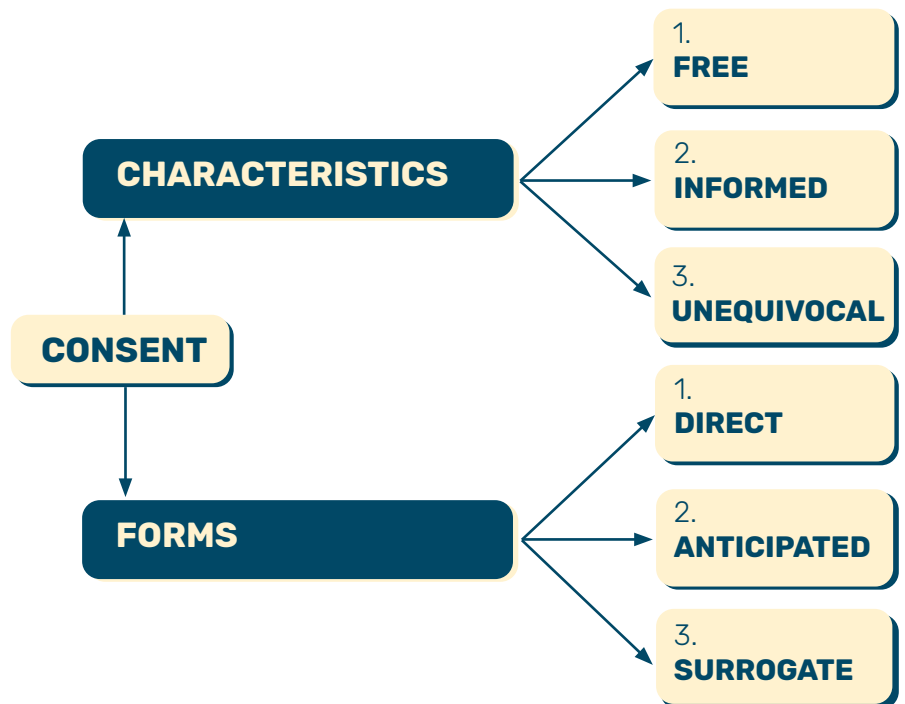 CONSENT
CHARACTERISTICS
1.
FREE
2.
INFORMED
3.
UNEQUIVOCAL
FORMS
1.
DIRECT
2.
ANTICIPATED
3.
SURROGATE